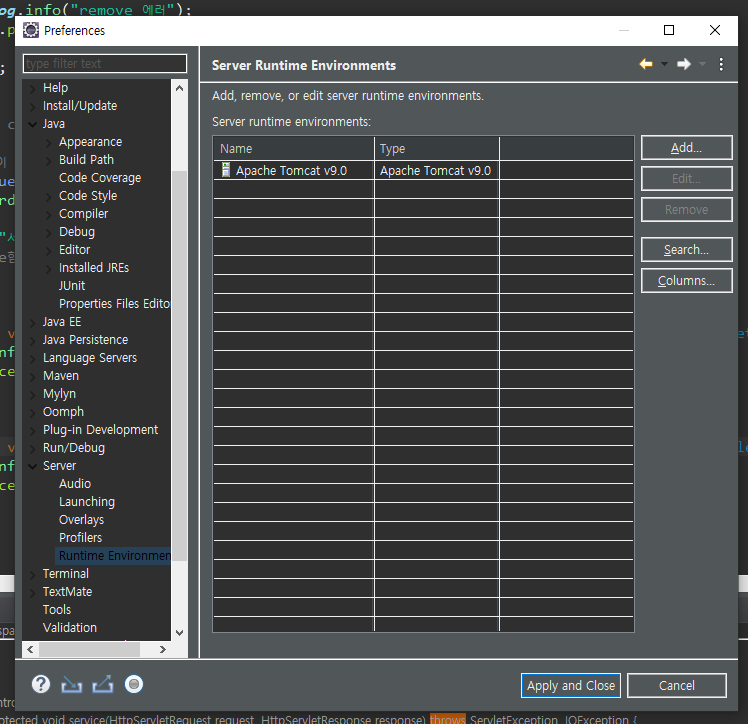 og.info("remove 에러");
Preferences
type filter text
Help
Install/Update
Java
Appearance
Build Path
Code Coverage
Code Style
Compiler
Debug
Editor
Installed JREs
JUnit
Properties Files Edito
Java EE
Java Persistence
Language Servers
Maven
Mylyn
Oomph
Plug-in Development
Run/Debug
Server
Audio
Launching
Overlays
Profilers
Runtime Environmen
Terminal
TextMate
Tools
Validation
Server Runtime Environments
Add, remove, or edit server runtime environments.
Server runtime environments:
Name Type
Apache Tomcat v9.0 Apache Tomcat v9.0
Add...
Edit...
Remove
Search...
Columns...
Apply and Close Cancel
otected void service(HttpServletRequest request, HttpServletResponse response) throws ServletException, IOException {